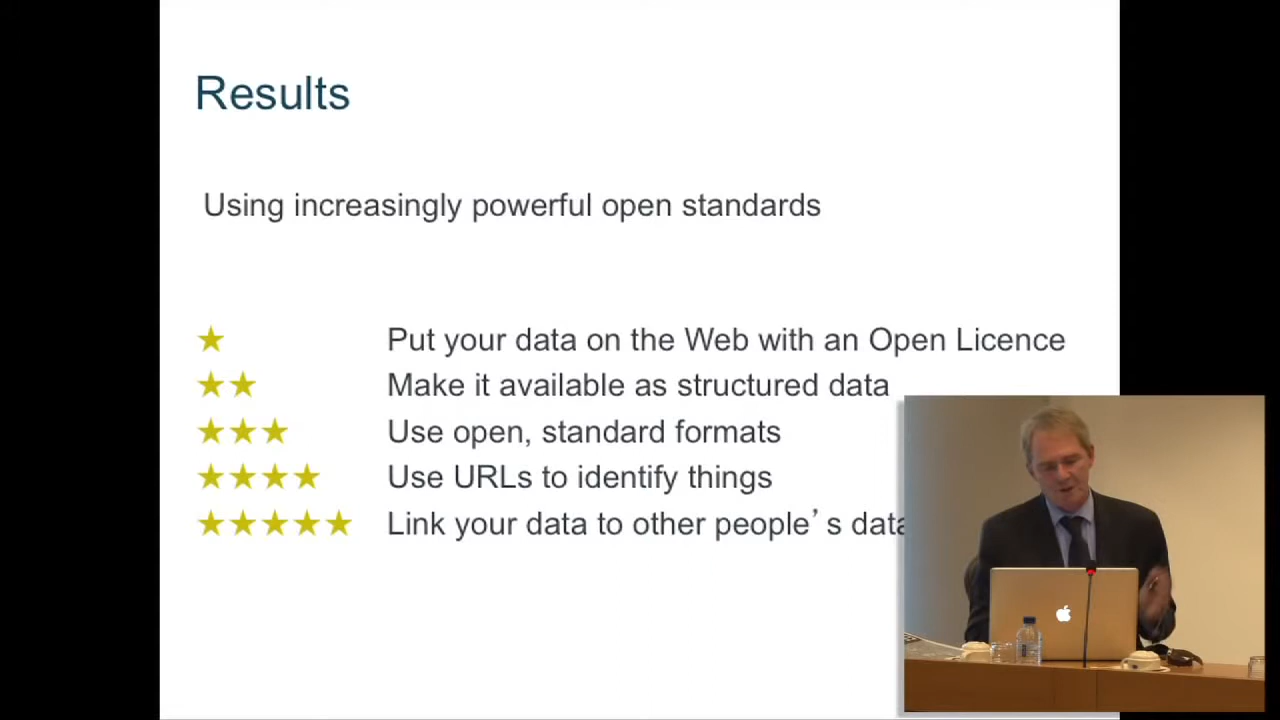 Results
Using increasingly powerful open standards
★ Put your data on the Web with an Open Licence
★★ Make it available as structured data
★★★ Use open, standard formats
★★★★ Use URLs to identify things
★★★★★ Link your data to other people's data